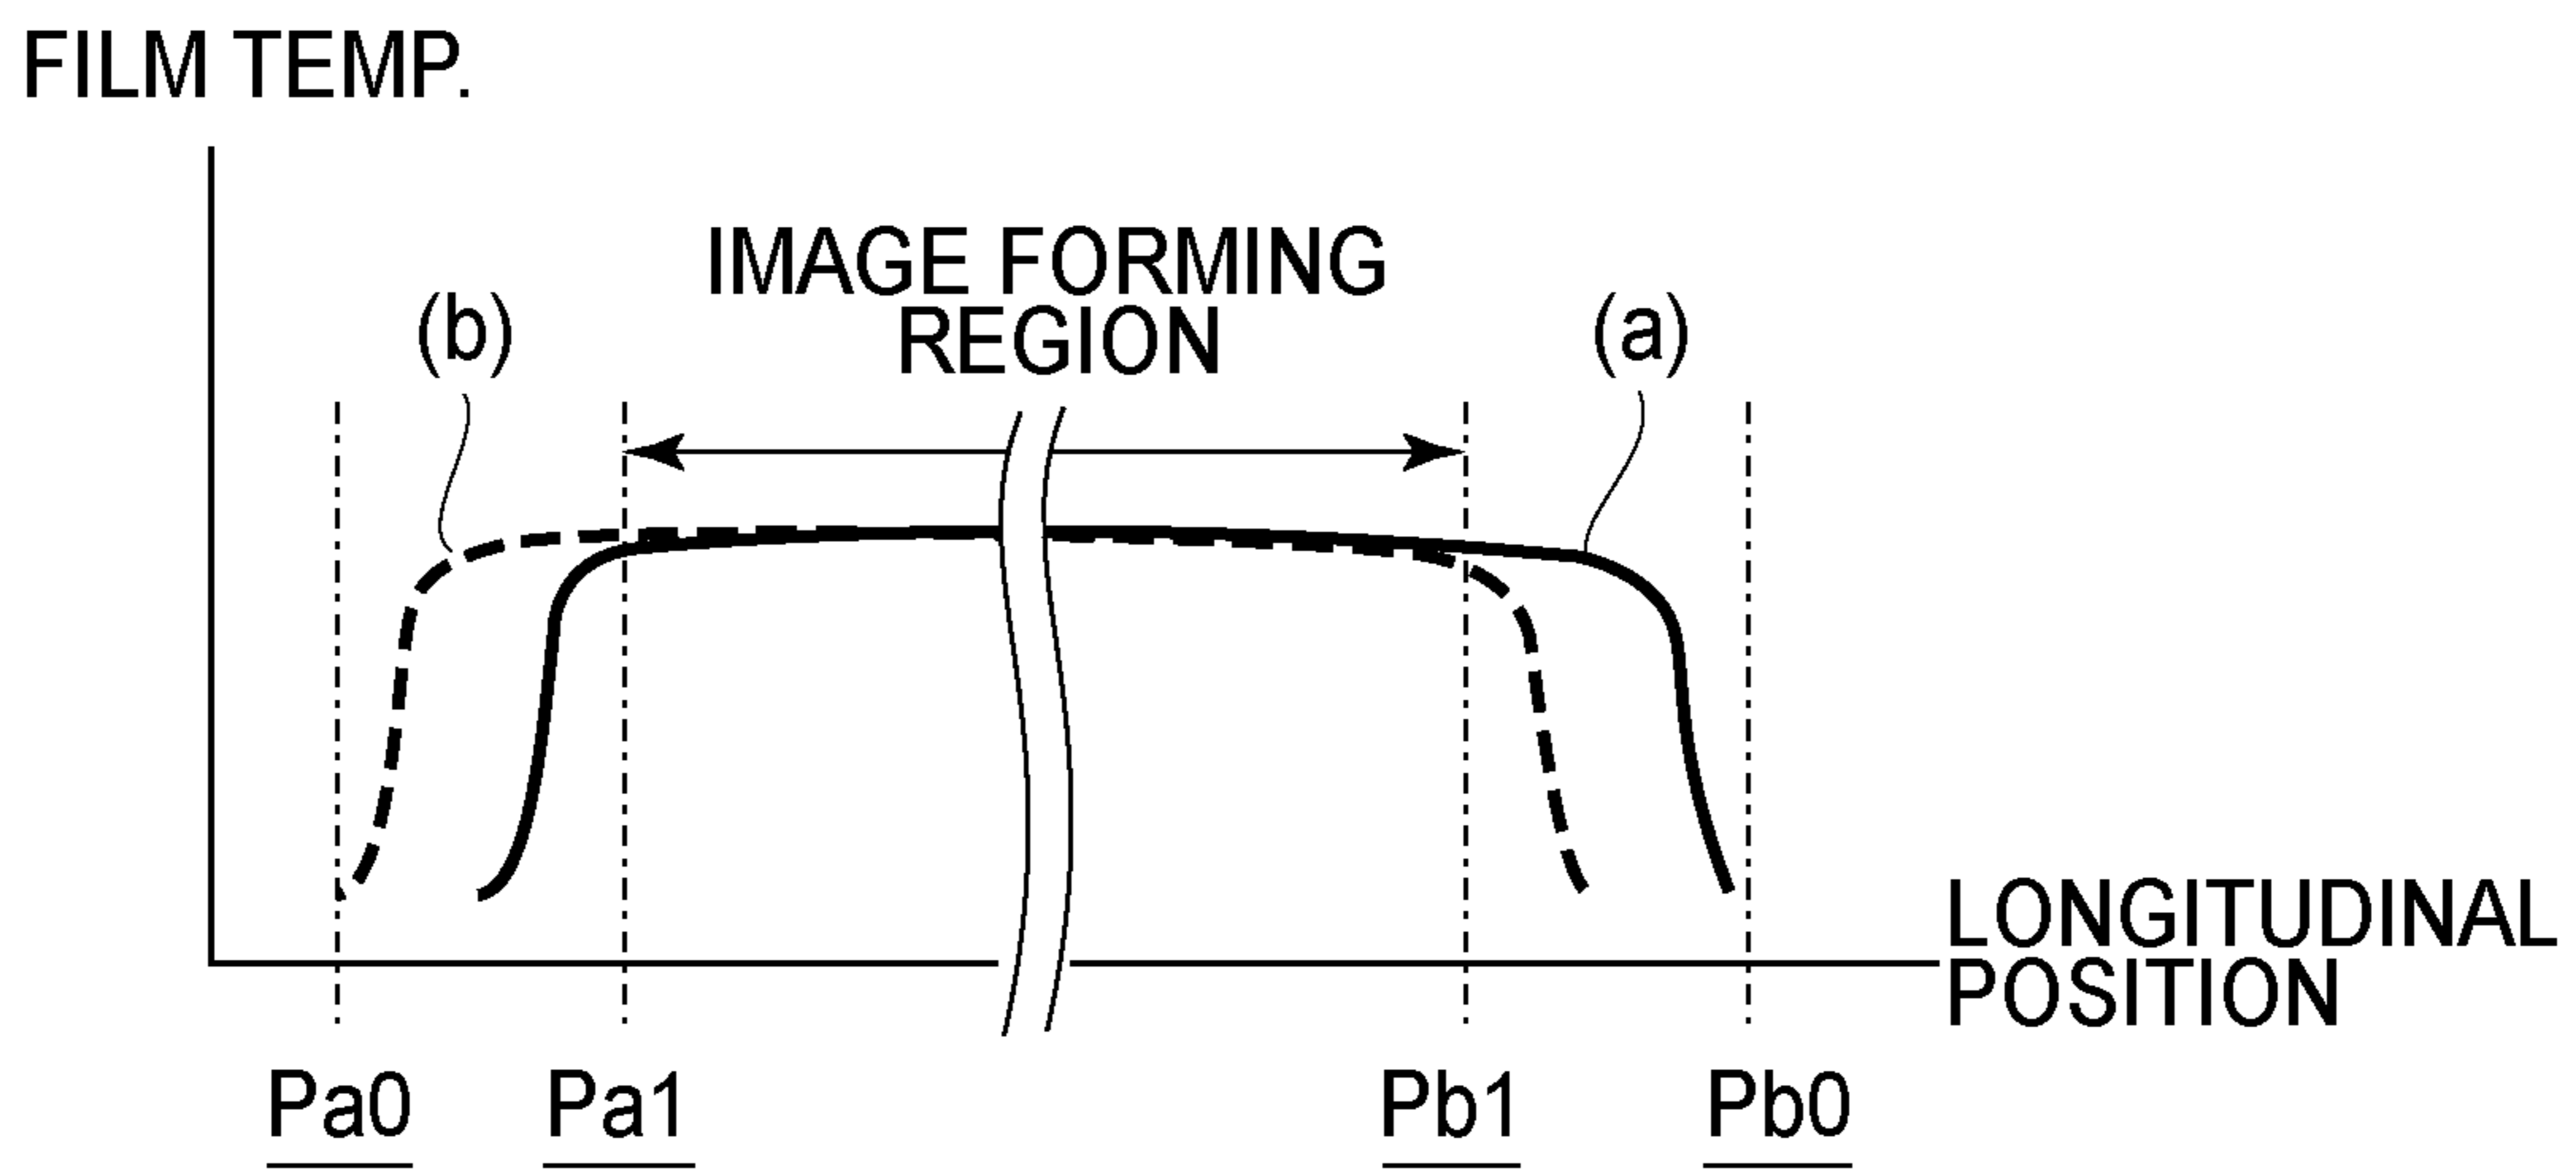 FILM TEMP.
IMAGE FORMING
REGION
(b)
(a)
LONGITUDINAL
POSITION
Pa0
Pa1
Pb1
Pb0